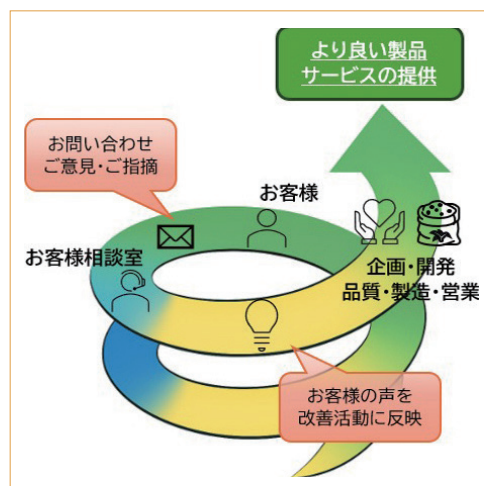 より良い製品
サービスの提供
お問い合わせ
ご意見・ご指摘
お客様
お客様相談室
企画・開発
品質・製造・営業
お客様の声を
改善活動に反映